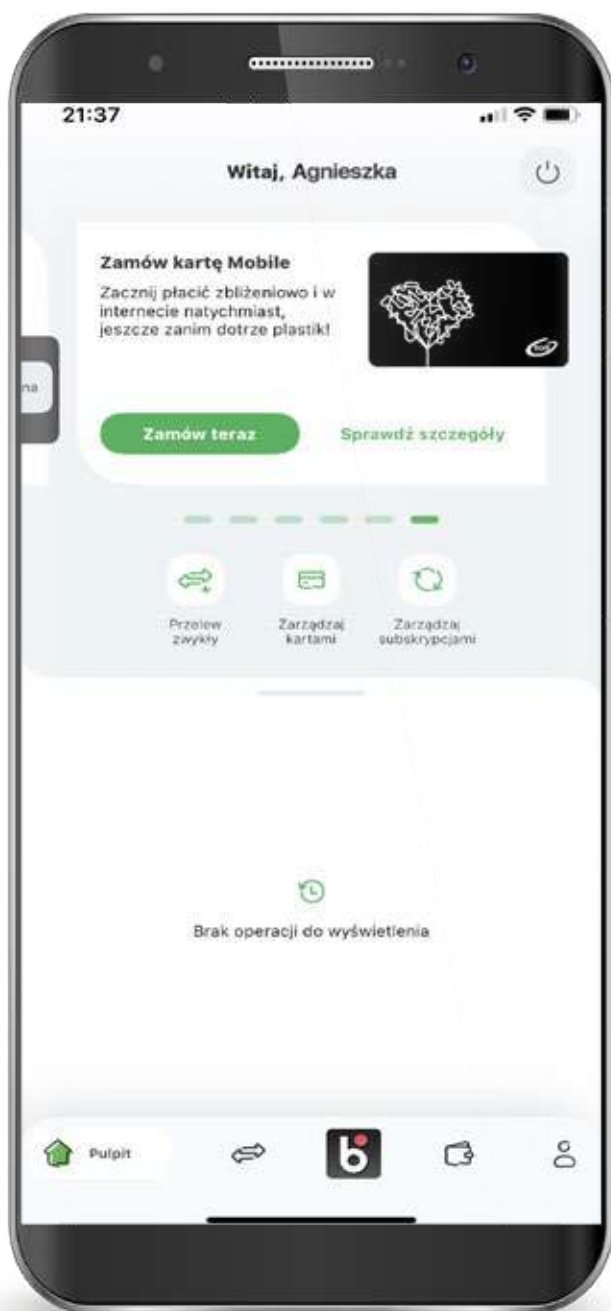 21:37
Witaj, Agnieszka
Zamów kartę Mobile
Zacznij płacić zbliżeniowo i w
internecie natychmiast,
jeszcze zanim dotrze plastik!
na
Zamów teraz
Sprawdź szczegóły
Przelew
zwykły
Zarządzaj
kartami
Zarządzaj
subskrypcjami
Brak operacji do wyświetlenia
Pulpit